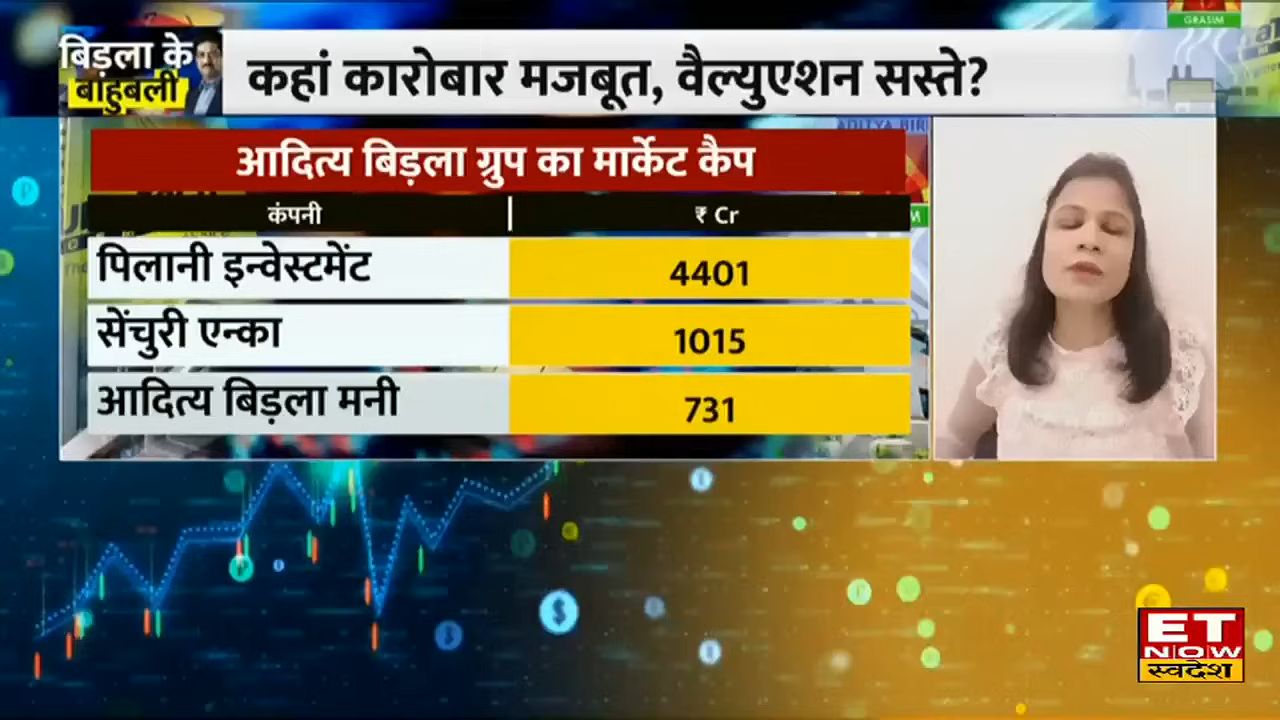 GRASIM
बिड़ला के
बाहुबली
कहां कारोबार मजबूत, वैल्युएशन सस्ते?
आदित्य बिड़ला ग्रुप का मार्केट कैप
कंपनी ₹ Cr
पिलानी इन्वेस्टमेंट 4401
सेंचुरी एन्का 1015
आदित्य बिड़ला मनी 731
ET
NOW
स्वदेश